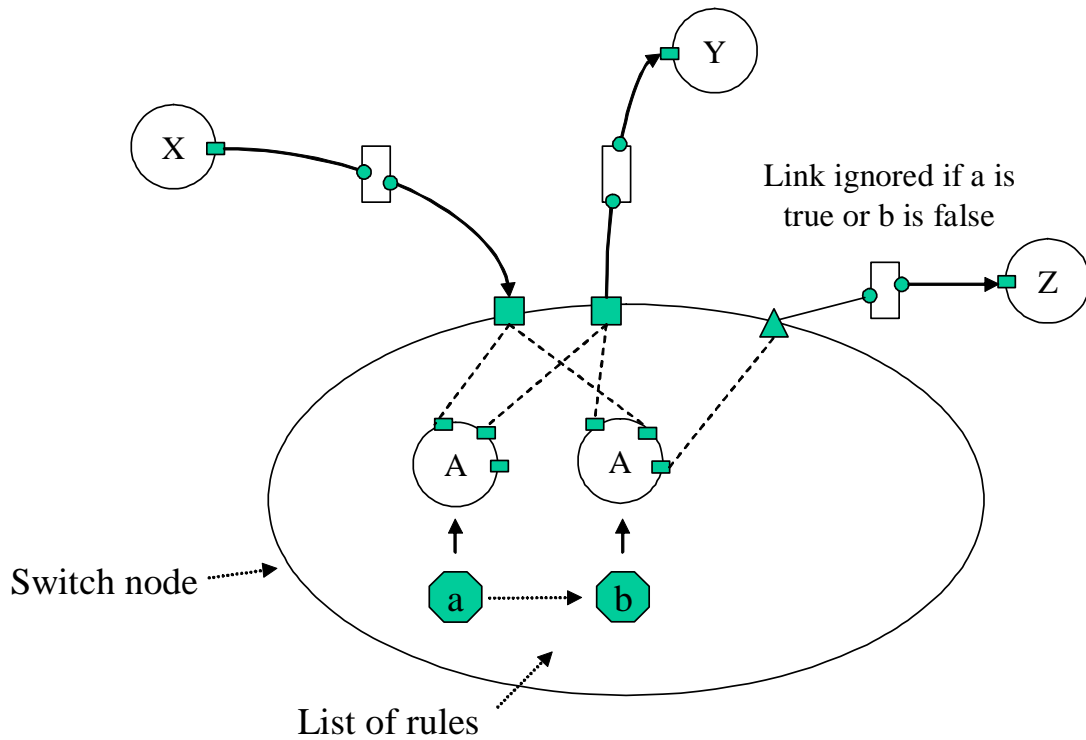 Y
X
Link ignored if a is
true or b is false
Z
A
A
Switch node
a
b
List of rules